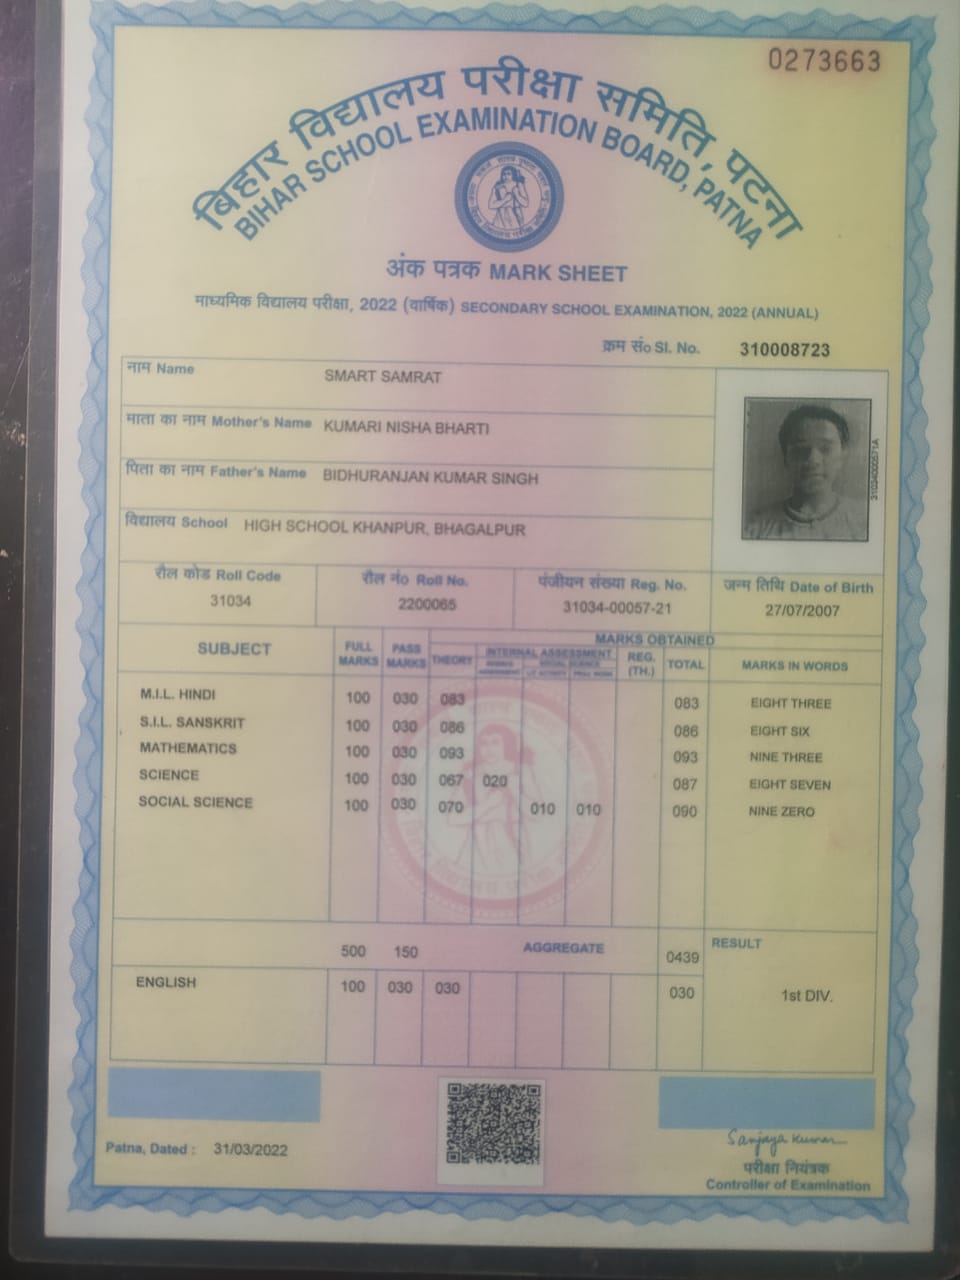 0273663
बिहार विद्यालय परीक्षा समिति, पटना
BIHAR SCHOOL EXAMINATION BOARD, PATNA
अंक पत्रक MARK SHEET
माध्यमिक विद्यालय परीक्षा, 2022 (वार्षिक) SECONDARY SCHOOL EXAMINATION, 2022 (ANNUAL)
क्रम सं० Sl. No. 310008723
नाम Name SMART SAMRAT
माता का नाम Mother's Name KUMARI NISHA BHARTI
पिता का नाम Father's Name BIDHURANJAN KUMAR SINGH
विद्यालय School HIGH SCHOOL KHANPUR, BHAGALPUR
रौल कोड Roll Code रौल नं० Roll No. पंजीयन संख्या Reg. No. जन्म तिथि Date of Birth
31034 2200065 31034-00057-21 27/07/2007
SUBJECT FULL MARKS PASS MARKS MARKS OBTAINED
THEORY INTERNAL ASSESSMENT REG. (TH.) TOTAL MARKS IN WORDS
M.I.L. HINDI 100 030 083 083 EIGHT THREE
S.I.L. SANSKRIT 100 030 086 086 EIGHT SIX
MATHEMATICS 100 030 093 093 NINE THREE
SCIENCE 100 030 067 020 087 EIGHT SEVEN
SOCIAL SCIENCE 100 030 070 010 010 090 NINE ZERO
500 150 AGGREGATE 0439 RESULT
ENGLISH 100 030 030 030 1st DIV.
Patna, Dated : 31/03/2022
Sanjaya Kumar
परीक्षा नियंत्रक
Controller of Examination